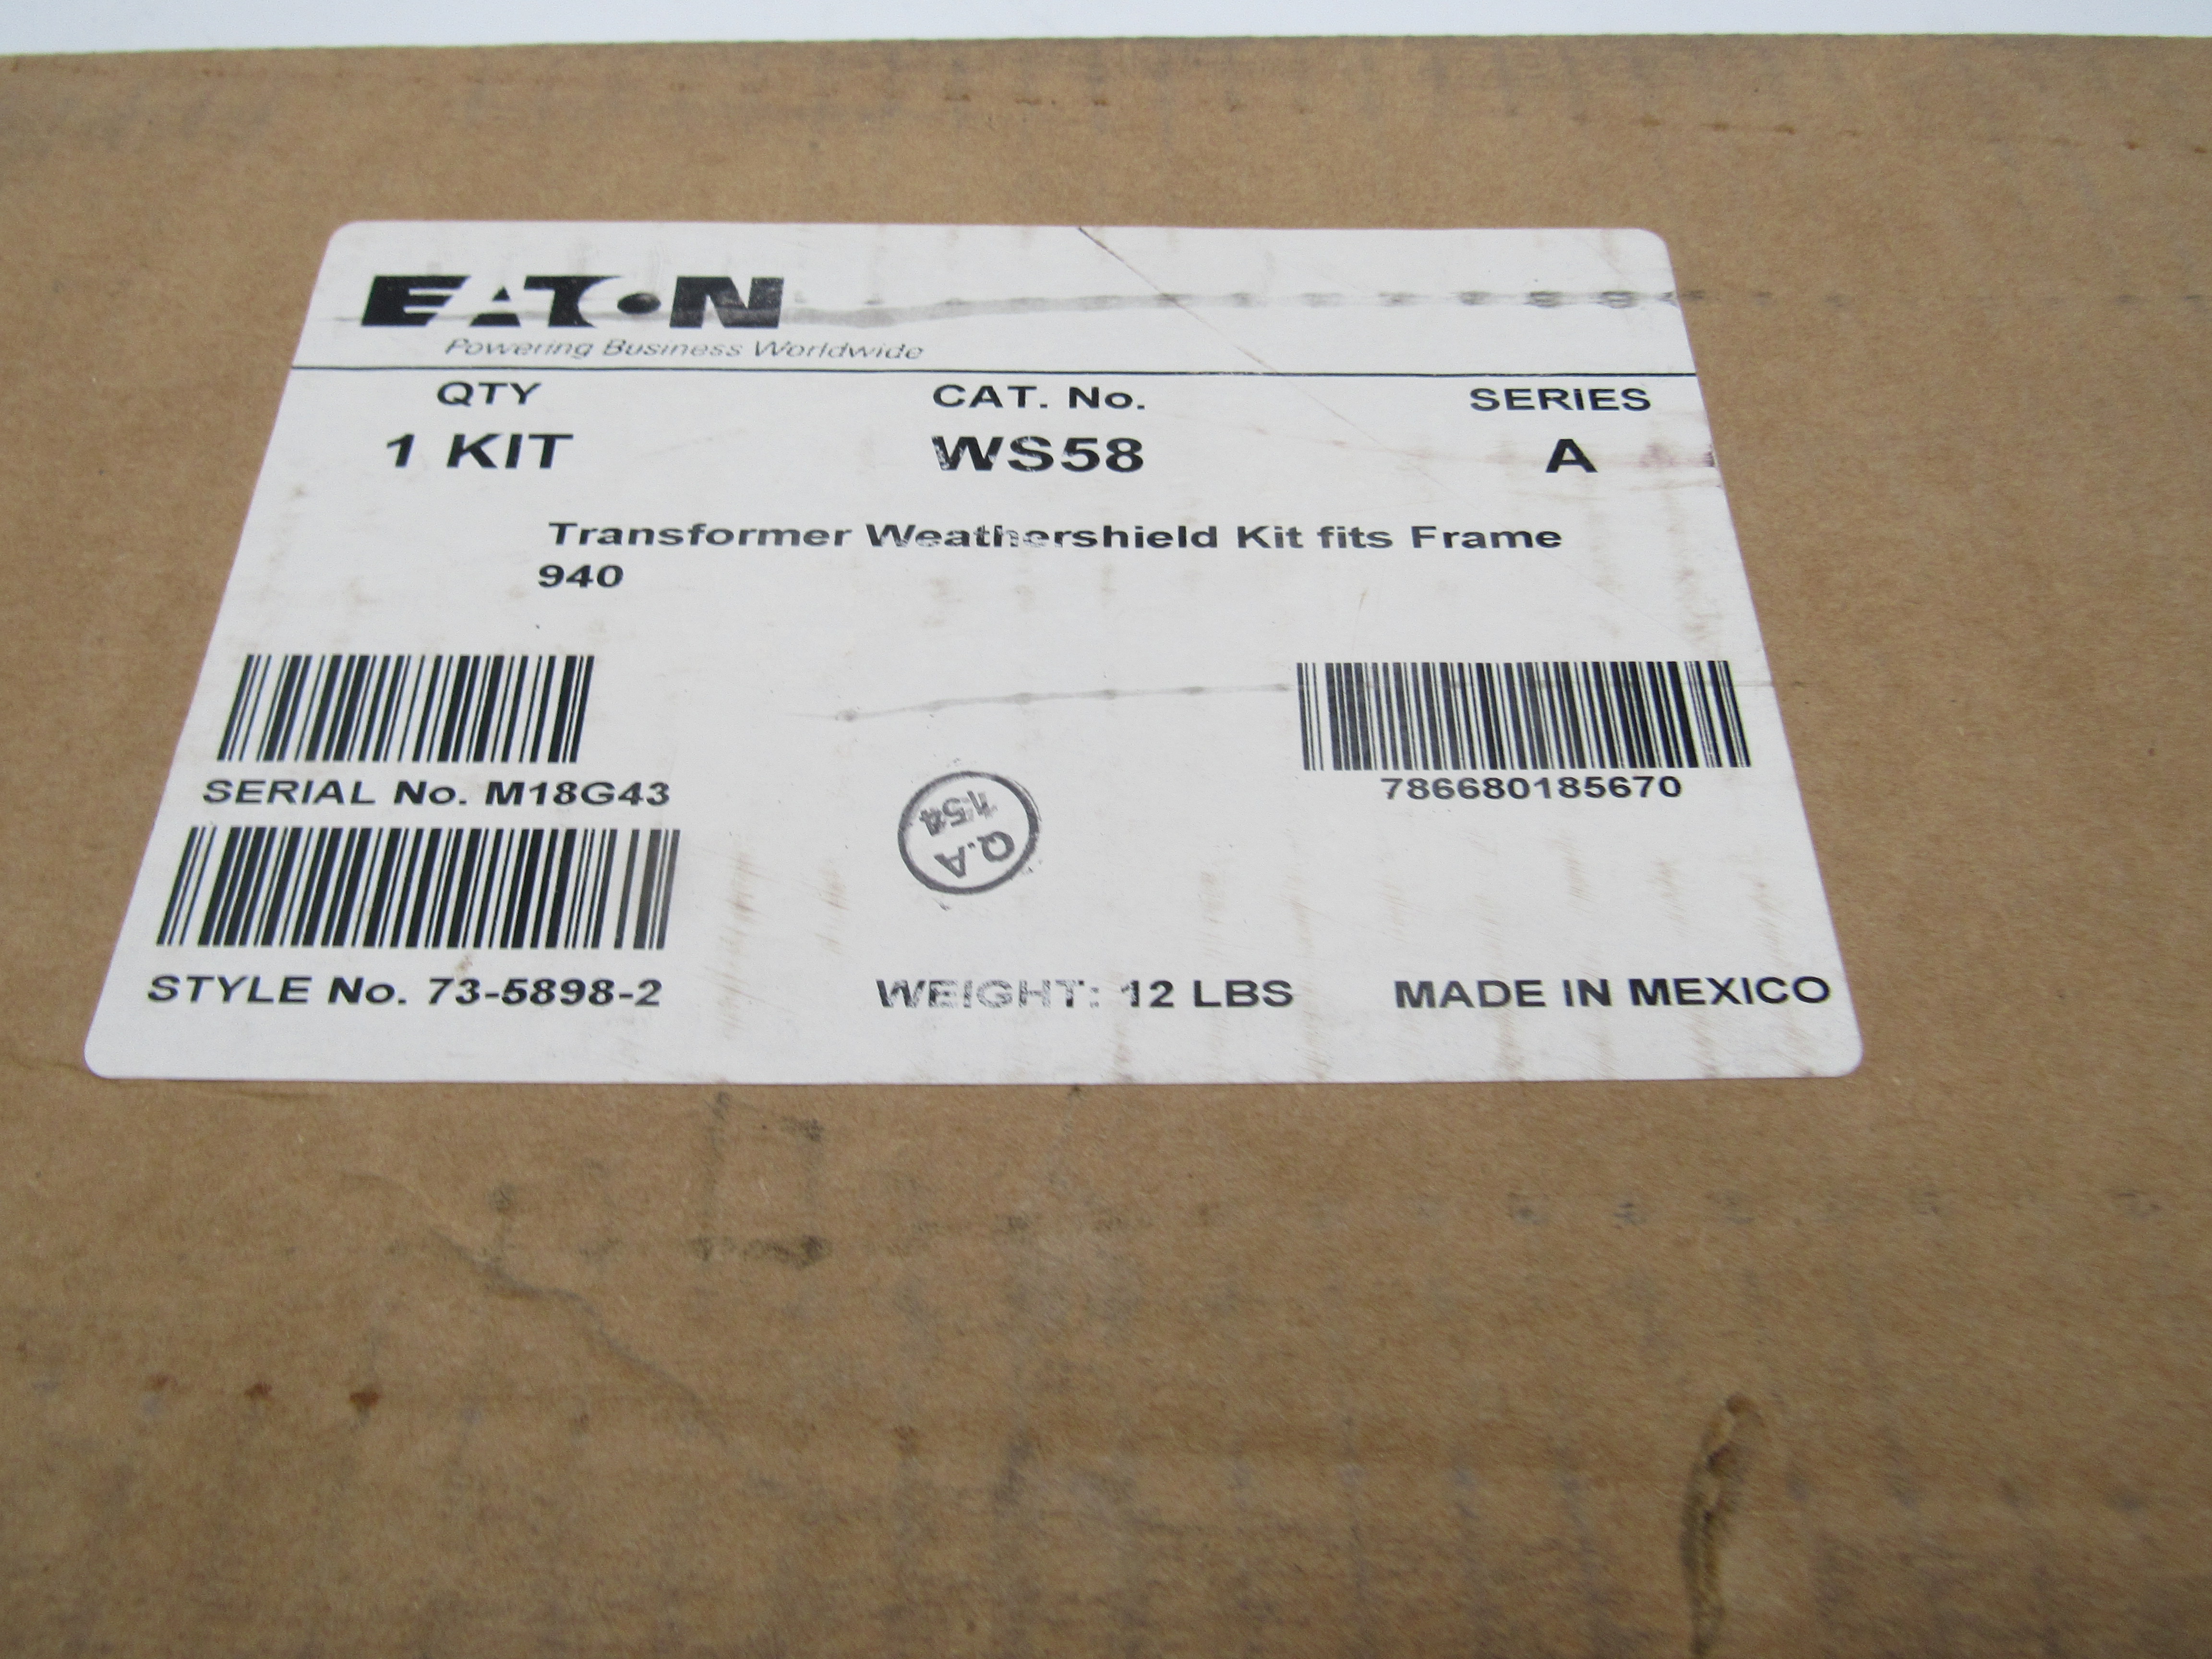 EATON
Powering Business Worldwide
QTY CAT. No. SERIES
1 KIT WS58 A
Transformer Weathershield Kit fits Frame
940
SERIAL No. M18G43
786680185670
Q.A
154
STYLE No. 73-5898-2 WEIGHT: 12 LBS MADE IN MEXICO